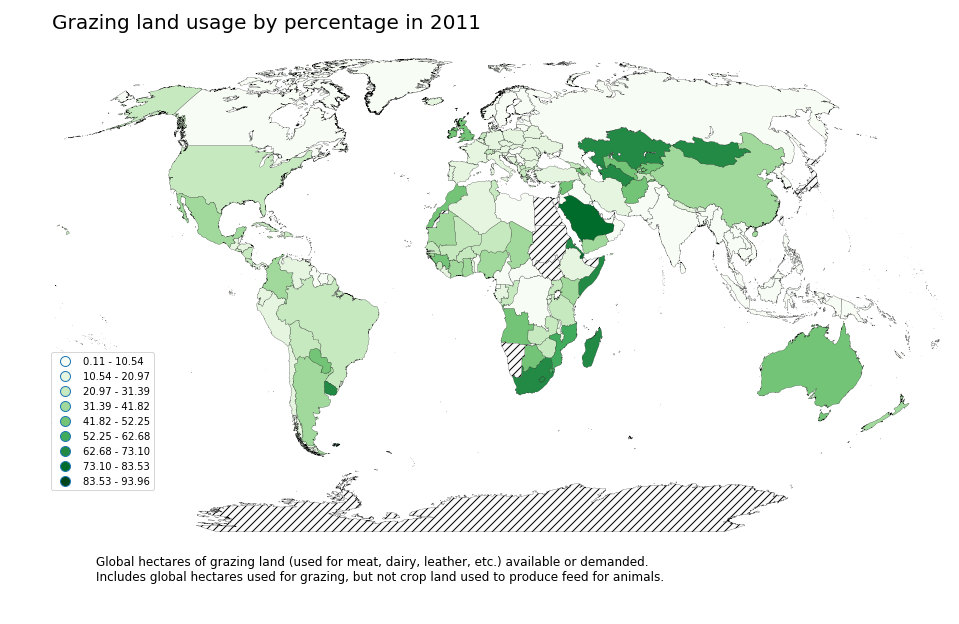 Grazing land usage by percentage in 2011
0.11 - 10.54
10.54 - 20.97
20.97 - 31.39
31.39 - 41.82
41.82 - 52.25
52.25 - 62.68
62.68 - 73.10
73.10 - 83.53
83.53 - 93.96
Global hectares of grazing land (used for meat, dairy, leather, etc.) available or demanded.
Includes global hectares used for grazing, but not crop land used to produce feed for animals.